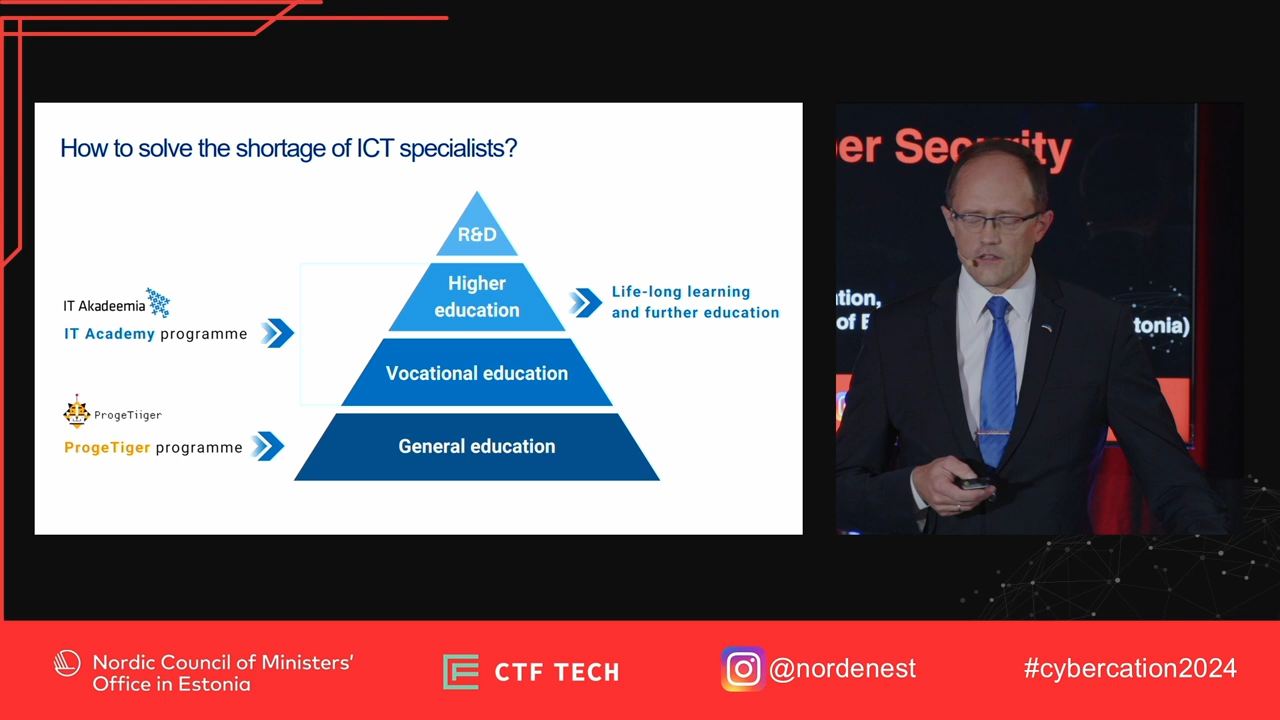 How to solve the shortage of ICT specialists?
R&D
Higher
education
Life-long learning
and further education
IT Akadeemia
IT Academy programme
Vocational education
ProgeTiiger
ProgeTiger programme
General education
er Security
tion,
of E
tonia)
Nordic Council of Ministers'
Office in Estonia
CTF TECH
@nordenest
#cybercation2024